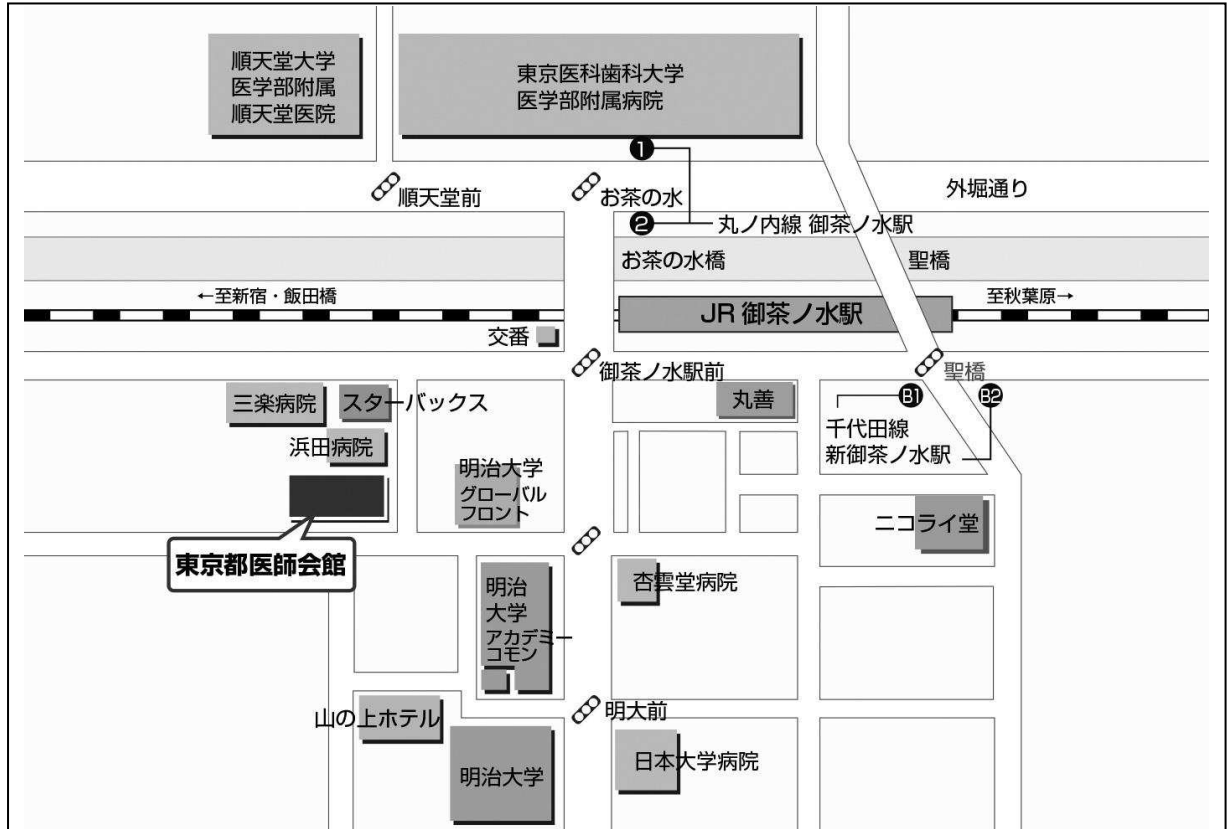 順天堂大学
医学部附属
順天堂医院
東京医科歯科大学
医学部附属病院
1
順天堂前
お茶の水
外堀通り
2
丸ノ内線 御茶ノ水駅
お茶の水橋
聖橋
←至新宿・飯田橋
JR 御茶ノ水駅
至秋葉原→
交番
御茶ノ水駅前
聖橋
三楽病院
スターバックス
丸善
B1
B2
千代田線
新御茶ノ水駅
浜田病院
明治大学
グローバル
フロント
ニコライ堂
東京都医師会館
明治
大学
アカデミー
コモン
杏雲堂病院
山の上ホテル
明大前
明治大学
日本大学病院